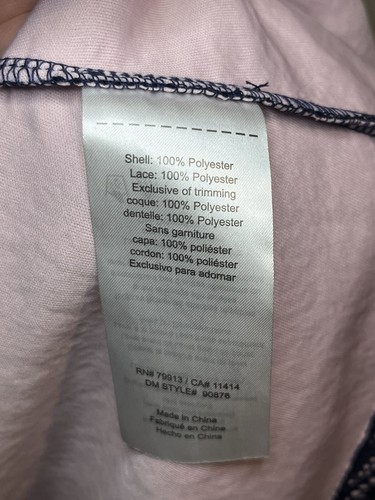 Shell: 100% Polyester
Lace: 100% Polyester
Exclusive of trimming
coque: 100% Polyester
dentelle: 100% Polyester
Sans garniture
capa: 100% poliéster
cordon: 100% poliéster
Exclusivo para adornar
RN# 79913 / CA# 11414
DM STYLE# 90876
Made in China
Fabriqué en China
Hecho en China